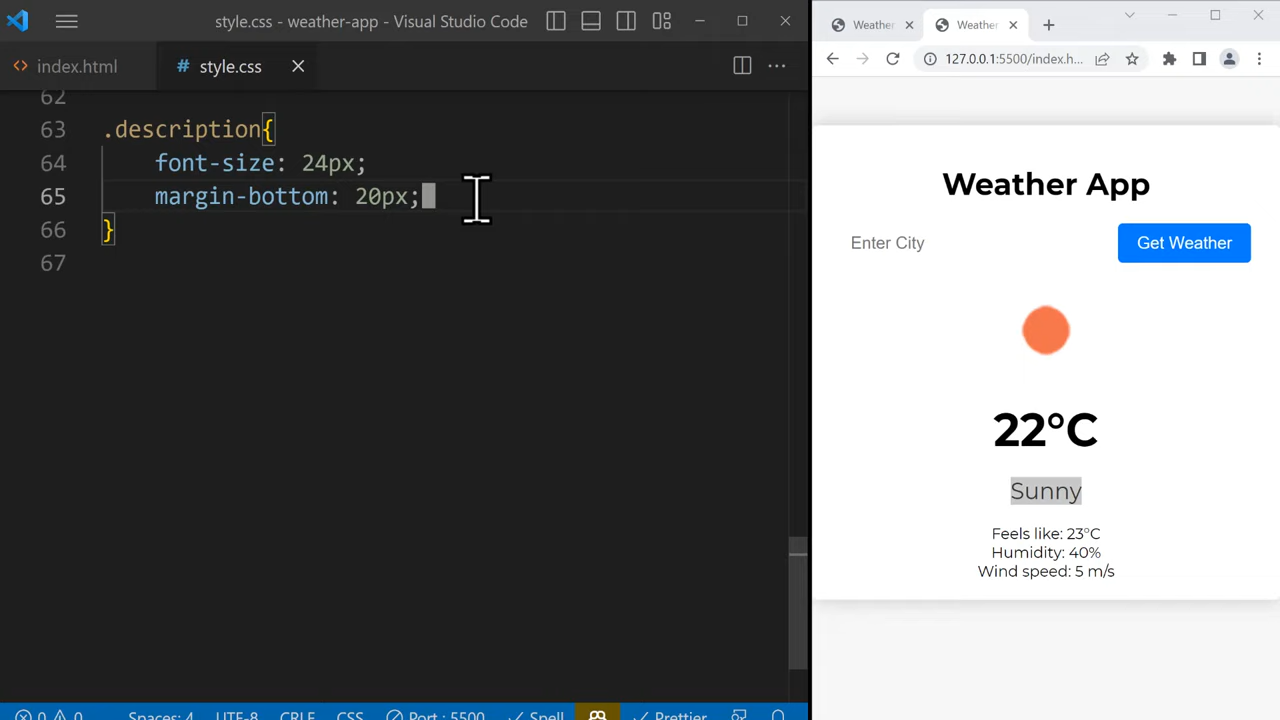 style.css - weather-app - Visual Studio Code
index.html
# style.css
62
63 .description{
64 font-size: 24px;
65 margin-bottom: 20px;
66 }
67
0 0 Spaces: 4 UTF-8 CRLF CSS Port : 5500 Spell Prettier
Weather
Weather
127.0.0.1:5500/index.h...
Weather App
Enter City
Get Weather
22°C
Sunny
Feels like: 23°C
Humidity: 40%
Wind speed: 5 m/s